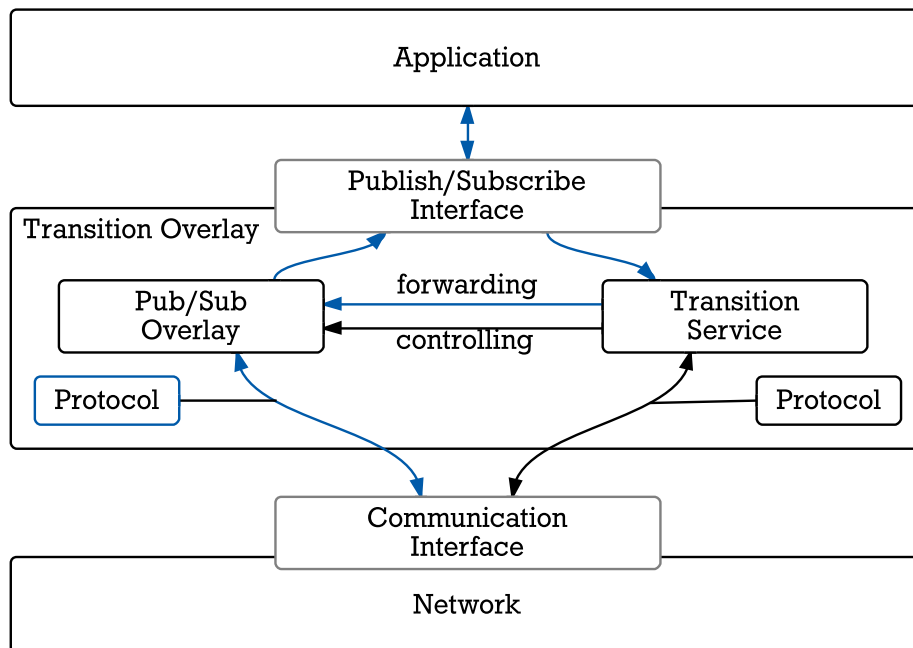 Application
Publish/Subscribe
Interface
Transition Overlay
forwarding
Pub/Sub
Overlay
Transition
Service
controlling
Protocol
Protocol
Communication
Interface
Network